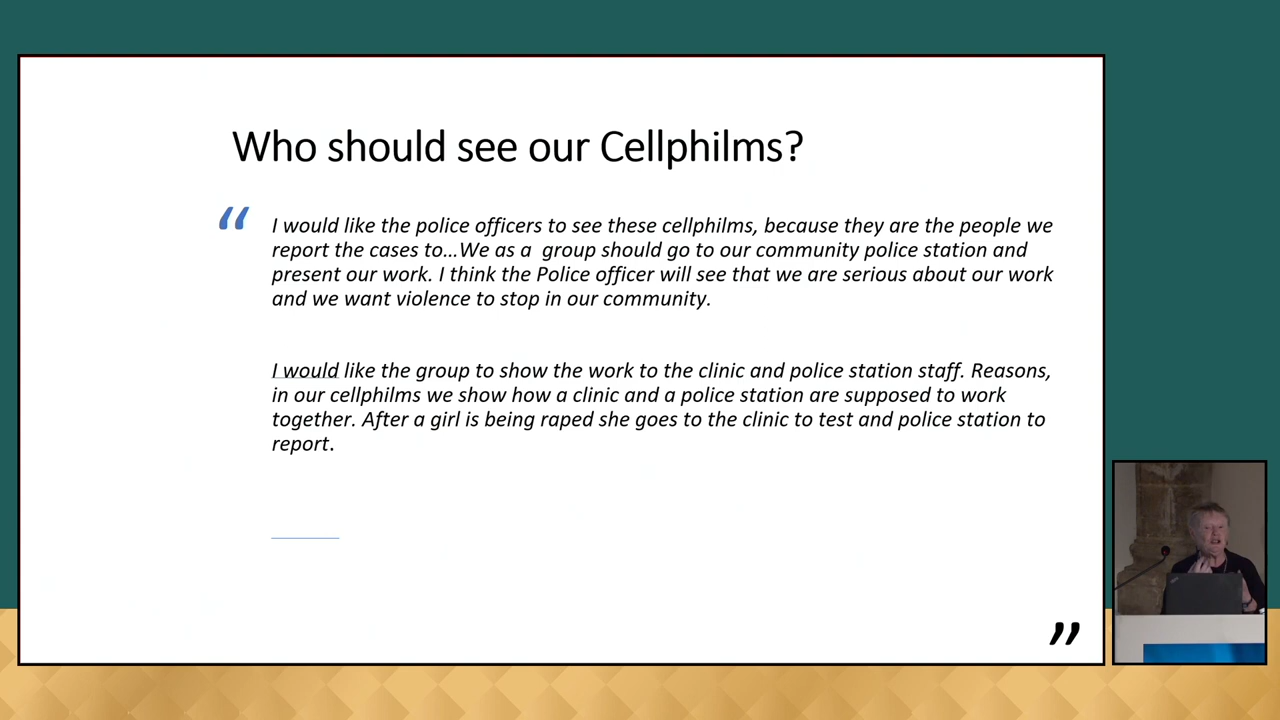 Who should see our Cellphilms?
“
I would like the police officers to see these cellphilms, because they are the people we
report the cases to…We as a  group should go to our community police station and
present our work. I think the Police officer will see that we are serious about our work
and we want violence to stop in our community.
I would like the group to show the work to the clinic and police station staff. Reasons,
in our cellphilms we show how a clinic and a police station are supposed to work
together. After a girl is being raped she goes to the clinic to test and police station to
report.
”